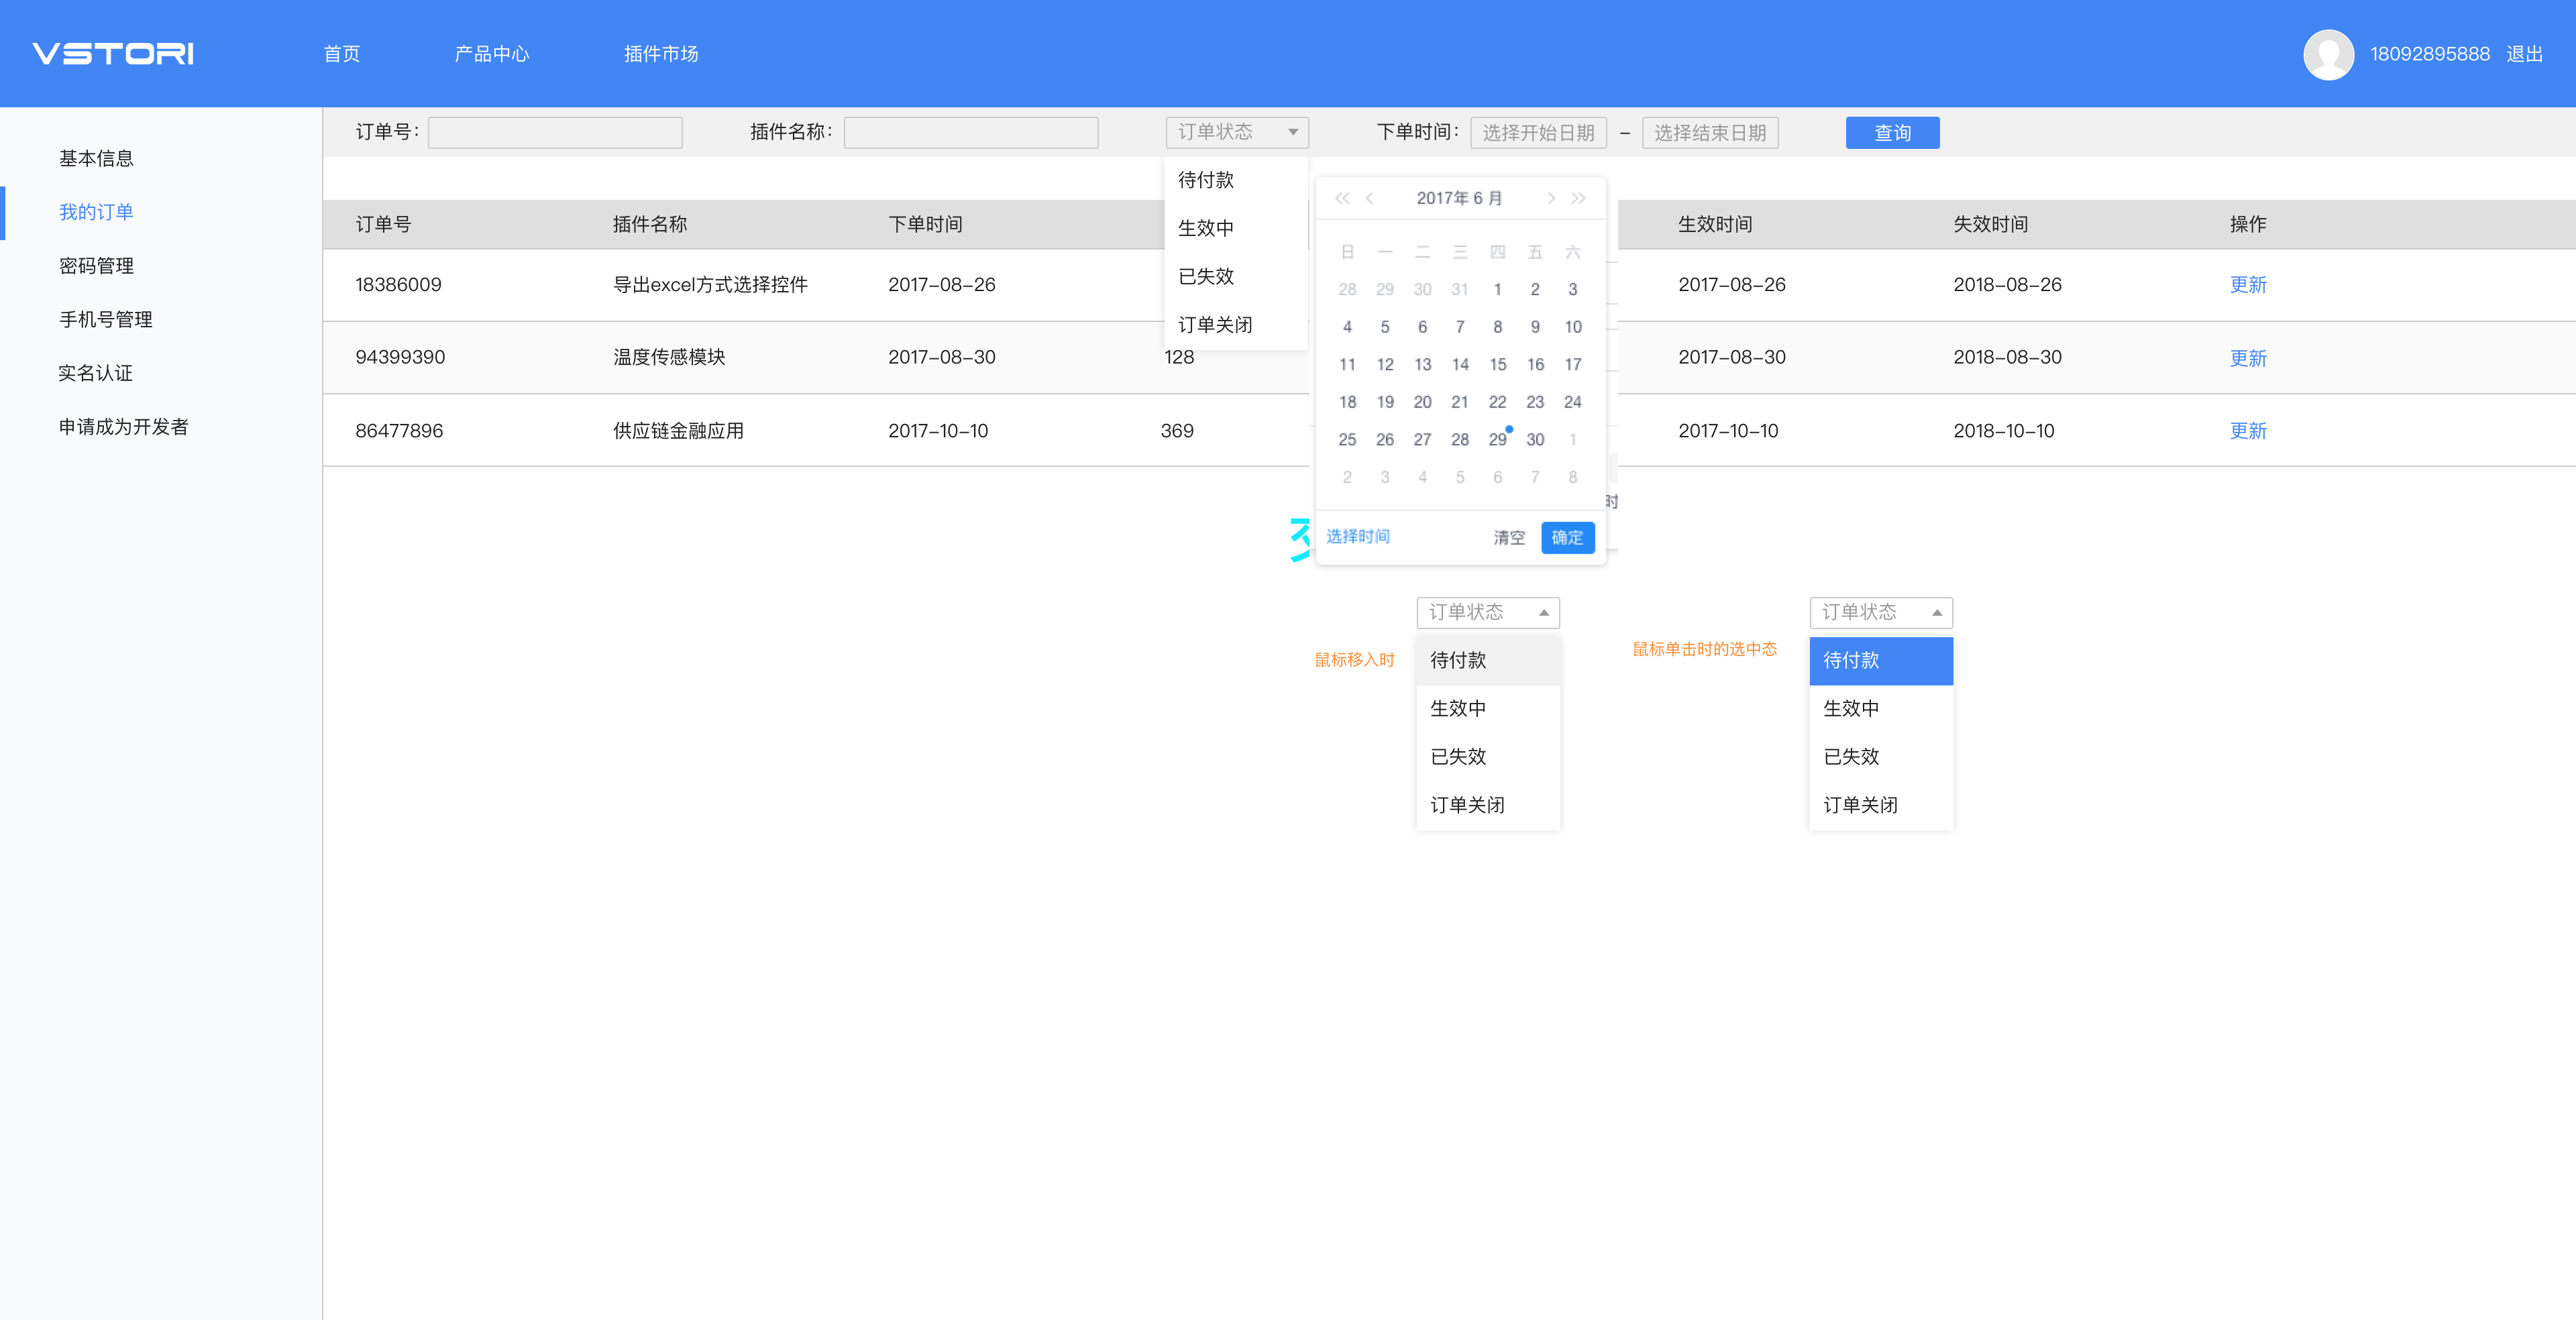 VSTORI 首页 产品中心 插件市场 18092895888 退出
基本信息
我的订单
密码管理
手机号管理
实名认证
申请成为开发者
订单号： 插件名称： 订单状态 下单时间： 选择开始日期 – 选择结束日期 查询
待付款
生效中
已失效
订单关闭
订单号 插件名称 下单时间 生效时间 失效时间 操作
18386009 导出excel方式选择控件 2017-08-26 2017-08-26 2018-08-26 更新
94399390 温度传感模块 2017-08-30 128 2017-08-30 2018-08-30 更新
86477896 供应链金融应用 2017-10-10 369 2017-10-10 2018-10-10 更新
2017年 6 月
日 一 二 三 四 五 六
28 29 30 31 1 2 3
4 5 6 7 8 9 10
11 12 13 14 15 16 17
18 19 20 21 22 23 24
25 26 27 28 29 30 1
2 3 4 5 6 7 8
选择时间 清空 确定
鼠标移入时
订单状态
待付款
生效中
已失效
订单关闭
鼠标单击时的选中态
订单状态
待付款
生效中
已失效
订单关闭